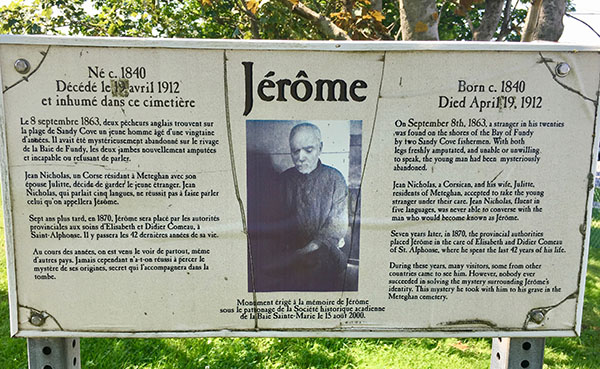 Jérôme
Né c. 1840
Décédé le 19 avril 1912
et inhumé dans ce cimetière
Le 8 septembre 1863, deux pêcheurs anglais trouvent sur
la plage de Sandy Cove un jeune homme âgé d'une vingtaine
d'années. Il avait été mystérieusement abandonné sur le rivage
de la Baie de Fundy, les deux jambes nouvellement amputées
et incapable ou refusant de parler.
Jean Nicholas, un Corse résidant à Meteghan avec son
épouse Julitte, décide de garder le jeune étranger. Jean
Nicholas, qui parlait cinq langues, ne réussit pas à faire parler
celui qu'on appellera Jérôme.
Sept ans plus tard, en 1870, Jérôme sera placé par les autorités
provinciales aux soins d'Elisabeth et Didier Comeau, à
Saint-Alphonse. Il y passera les 42 dernières années de sa vie.
Au cours des années, on est venu le voir de partout, même
d'autres pays. Jamais cependant n'a-t-on réussi à percer le
mystère de ses origines, secret qui l'accompagnera dans la
tombe.
Born c. 1840
Died April 19, 1912
On September 8th, 1863, a stranger in his twenties
was found on the shores of the Bay of Fundy
by two Sandy Cove fishermen. With both
legs freshly amputated, and unable or unwilling
to speak, the young man had been mysteriously
abandoned.
Jean Nicholas, a Corsican, and his wife, Julitte,
residents of Meteghan, accepted to take the young
stranger under their care. Jean Nicholas, fluent in
five languages, was never able to converse with the
man who would become known as Jérôme.
Seven years later, in 1870, the provincial authorities
placed Jérôme in the care of Elisabeth and Didier Comeau
of St. Alphonse, where he spent the last 42 years of his life.
During these years, many visitors, some from other
countries came to see him. However, nobody ever
succeeded in solving the mystery surrounding Jérôme's
identity. This mystery he took with him to his grave in the
Meteghan cemetery.
Monument érigé à la mémoire de Jérôme
sous le patronage de la Société historique acadienne
de la Baie Sainte-Marie le 15 août 2000.